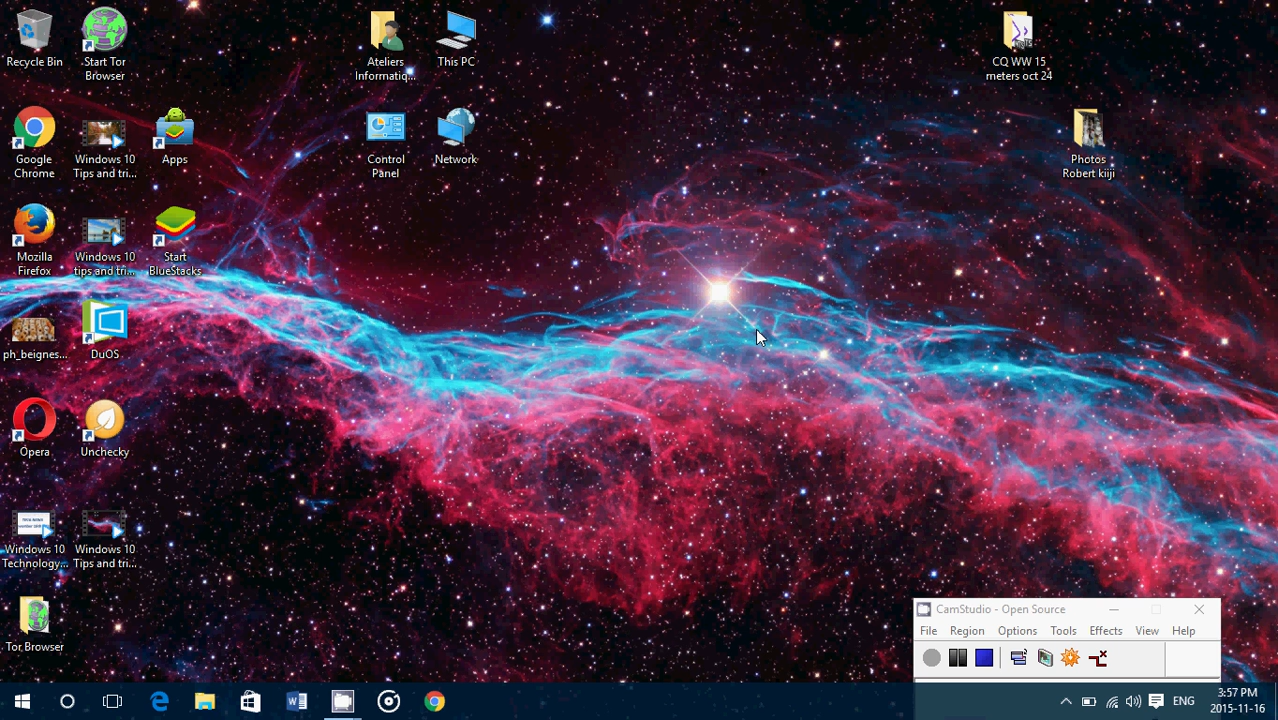 Recycle Bin
Start Tor
Browser
Ateliers
Informatiq...
This PC
CQ WW 15
meters oct 24
Google
Chrome
Windows 10
Tips and tri...
Apps
Control
Panel
Network
Photos
Robert kiiji
Mozilla
Firefox
Windows 10
tips and tri...
Start
BlueStacks
ph_beignes...
DuOS
Opera
Unchecky
Windows 10
Technology...
Windows 10
Tips and tri...
Tor Browser
CamStudio - Open Source
File Region Options Tools Effects View Help
ENG
3:57 PM
2015-11-16